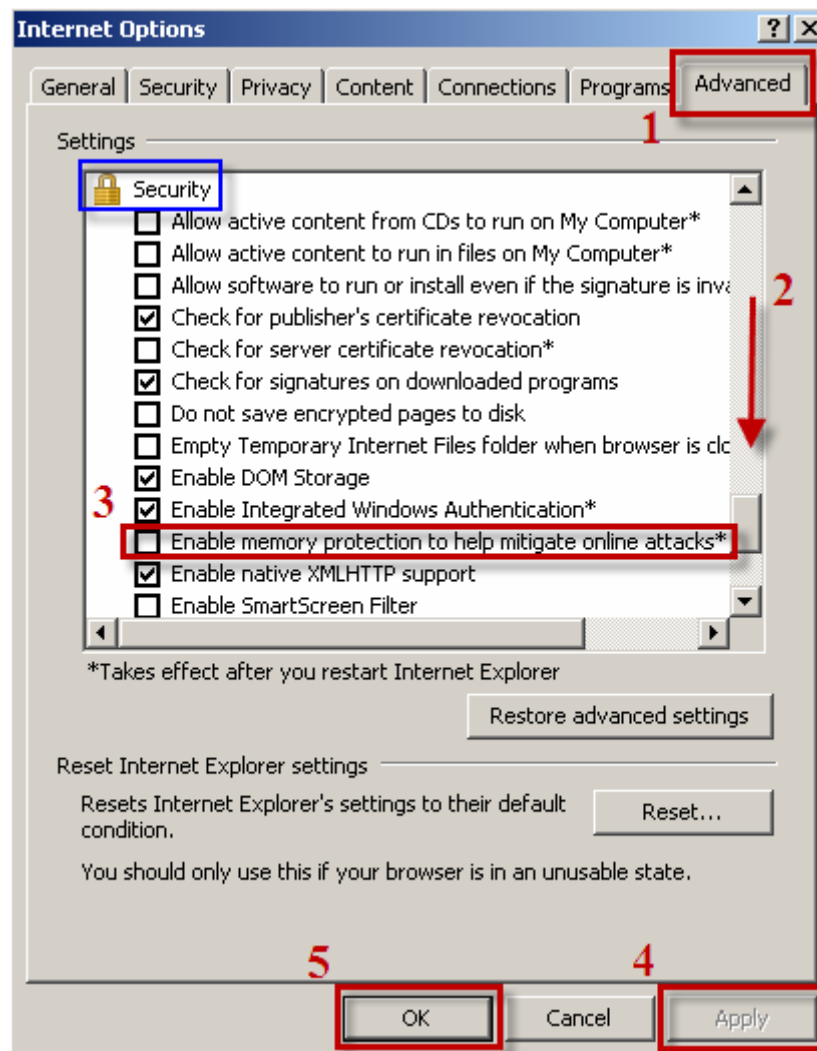 Internet Options
General Security Privacy Content Connections Programs Advanced
1
Settings
Security
Allow active content from CDs to run on My Computer*
Allow active content to run in files on My Computer*
Allow software to run or install even if the signature is inva
2
Check for publisher's certificate revocation
Check for server certificate revocation*
Check for signatures on downloaded programs
Do not save encrypted pages to disk
Empty Temporary Internet Files folder when browser is clo
Enable DOM Storage
3
Enable Integrated Windows Authentication*
Enable memory protection to help mitigate online attacks*
Enable native XMLHTTP support
Enable SmartScreen Filter
*Takes effect after you restart Internet Explorer
Restore advanced settings
Reset Internet Explorer settings
Resets Internet Explorer's settings to their default
condition.
Reset...
You should only use this if your browser is in an unusable state.
5 4
OK Cancel Apply